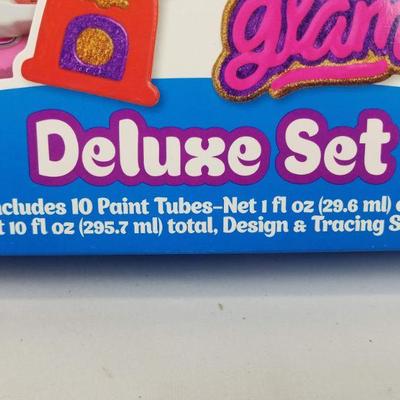 glam
Deluxe Set
cludes 10 Paint Tubes–Net 1 fl oz (29.6 ml)
10 fl oz (295.7 ml) total, Design & Tracing S